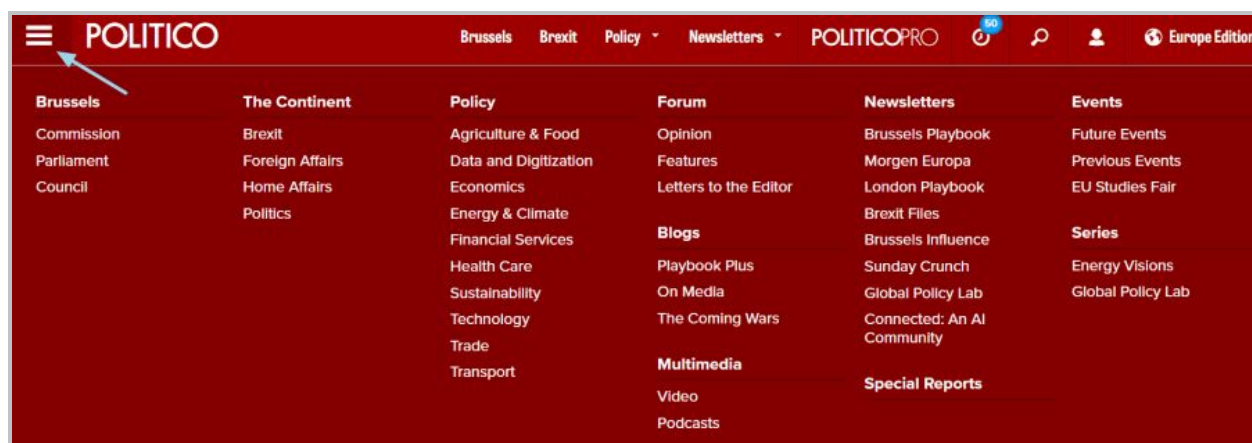 POLITICO
Brussels Brexit Policy Newsletters POLITICOPRO 50 Europe Edition
Brussels
Commission
Parliament
Council
The Continent
Brexit
Foreign Affairs
Home Affairs
Politics
Policy
Agriculture & Food
Data and Digitization
Economics
Energy & Climate
Financial Services
Health Care
Sustainability
Technology
Trade
Transport
Forum
Opinion
Features
Letters to the Editor
Blogs
Playbook Plus
On Media
The Coming Wars
Multimedia
Video
Podcasts
Newsletters
Brussels Playbook
Morgen Europa
London Playbook
Brexit Files
Brussels Influence
Sunday Crunch
Global Policy Lab
Connected: An AI
Community
Special Reports
Events
Future Events
Previous Events
EU Studies Fair
Series
Energy Visions
Global Policy Lab